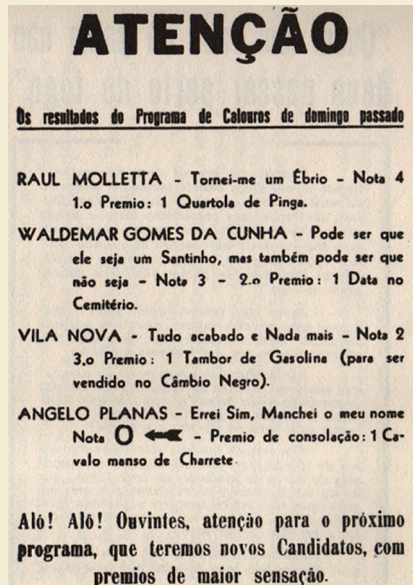 ATENÇÃO
Os resultados do Programa de Calouros de domingo passado
RAUL MOLLETTA - Tornei-me um Ébrio - Nota 4
1.o Premio: 1 Quartola de Pinga.
WALDEMAR GOMES DA CUNHA - Pode ser que
ele seja um Santinho, mas também pode ser que
não seja - Nota 3 - 2.o Premio: 1 Data no
Cemitério.
VILA NOVA - Tudo acabado e Nada mais - Nota 2
3.o Premio: 1 Tambor de Gasolina (para ser
vendido no Câmbio Negro).
ANGELO PLANAS - Errei Sim, Manchei o meu nome
Nota O - Premio de consolação: 1 Ca-
valo manso de Charrete
Alô! Alô! Ouvintes, atenção para o próximo
programa, que teremos novos Candidatos, com
premios de maior sensação.